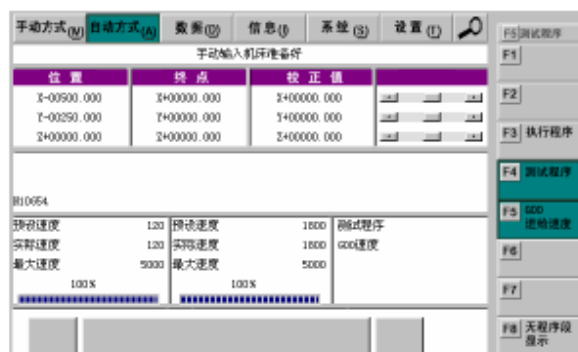 手动方式(M) 自动方式(A) 数据(D) 信息(I) 系统(S) 设置(T)
手动输入机床准备好
位置 终点 校正值
X-00500.000 X+00000.000 X+00000.000
Y-00250.000 Y+00000.000 Y+00000.000
Z+00000.000 Z+00000.000 Z+00000.000
N10654
预设速度 120 预设速度 1800 测试程序
实际速度 120 实际速度 1800 G00速度
最大速度 5000 最大速度 5000
100% 100%
F5测试程序
F1
F2
F3 执行程序
F4 测试程序
F5 G00
进给速度
F6
F7
F8 无程序段
显示